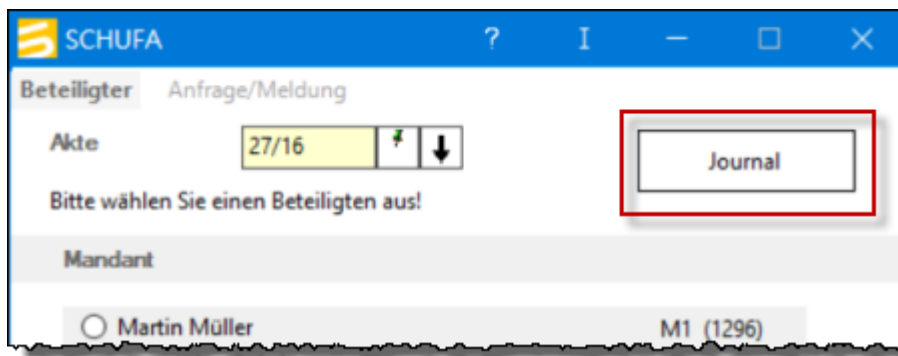 SCHUFA ? I
Beteiligter Anfrage/Meldung
Akte 27/16 Journal
Bitte wählen Sie einen Beteiligten aus!
Mandant
Martin Müller M1 (1296)